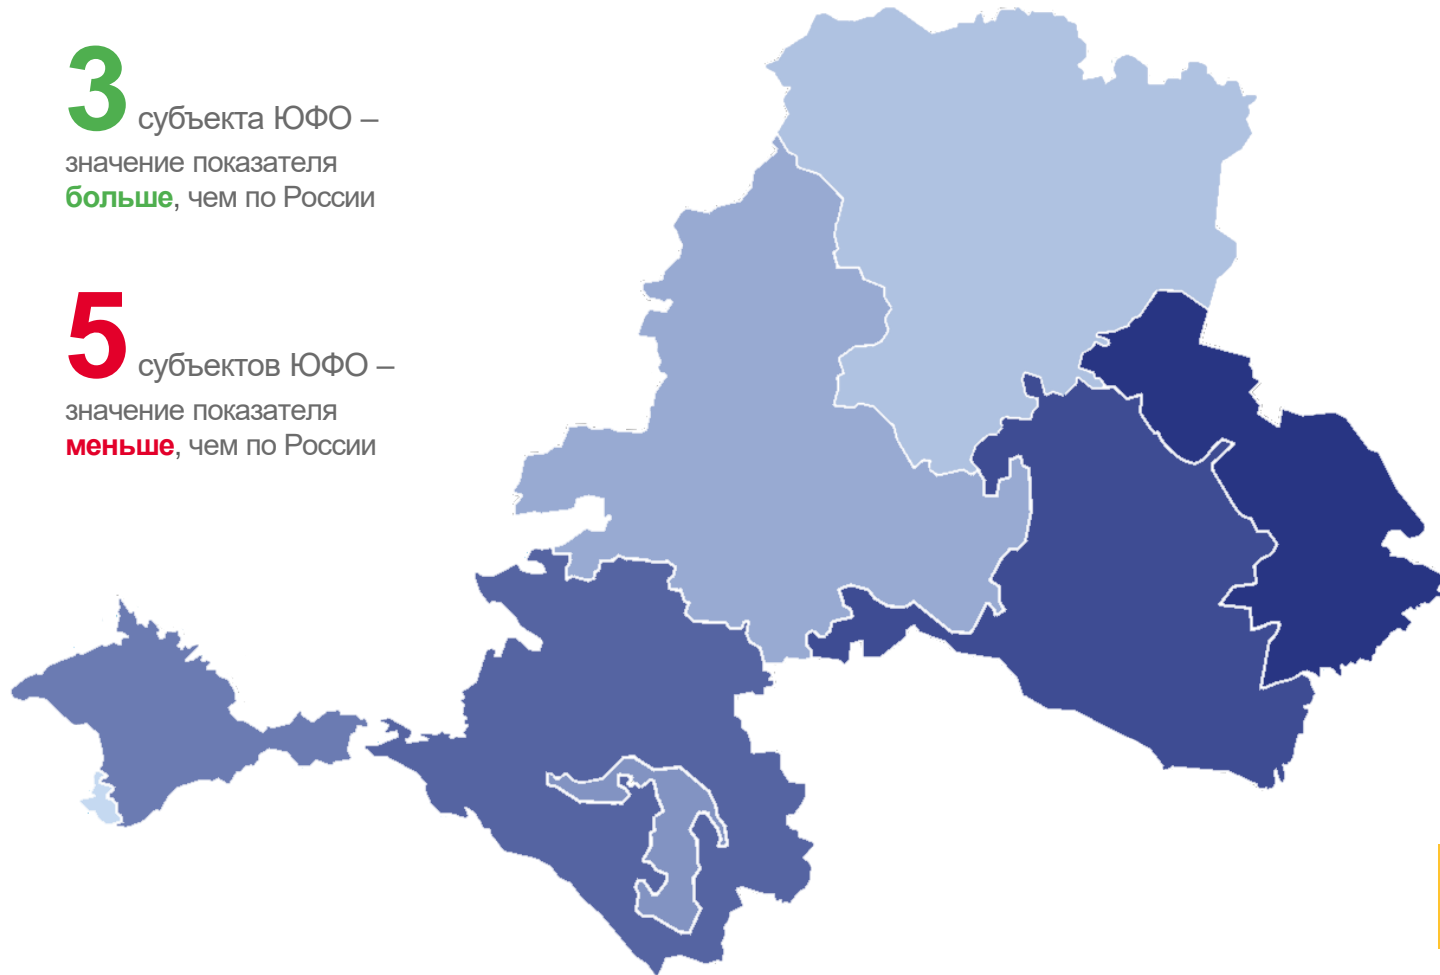 3 субъекта ЮФО –
значение показателя
больше, чем по России
5 субъектов ЮФО –
значение показателя
меньше, чем по России